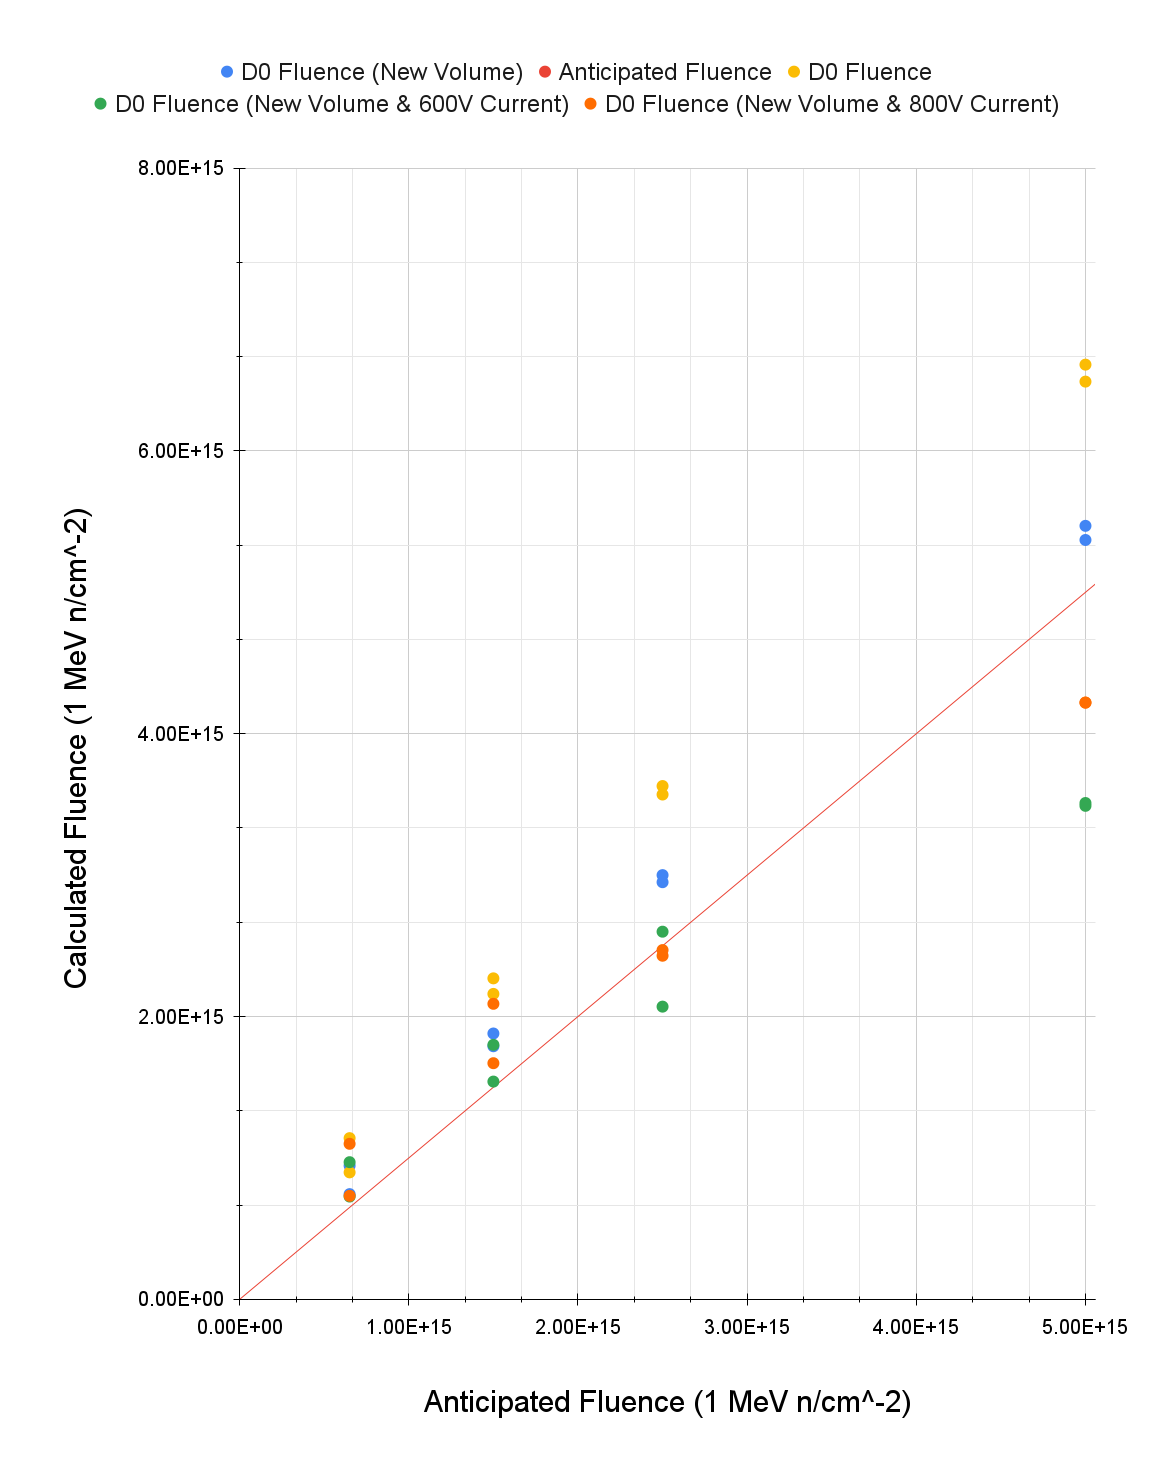 D0 Fluence (New Volume) Anticipated Fluence D0 Fluence
D0 Fluence (New Volume & 600V Current) D0 Fluence (New Volume & 800V Current)
8.00E+15
6.00E+15
4.00E+15
2.00E+15
0.00E+00
Calculated Fluence (1 MeV n/cm^-2)
0.00E+00 1.00E+15 2.00E+15 3.00E+15 4.00E+15 5.00E+15
Anticipated Fluence (1 MeV n/cm^-2)